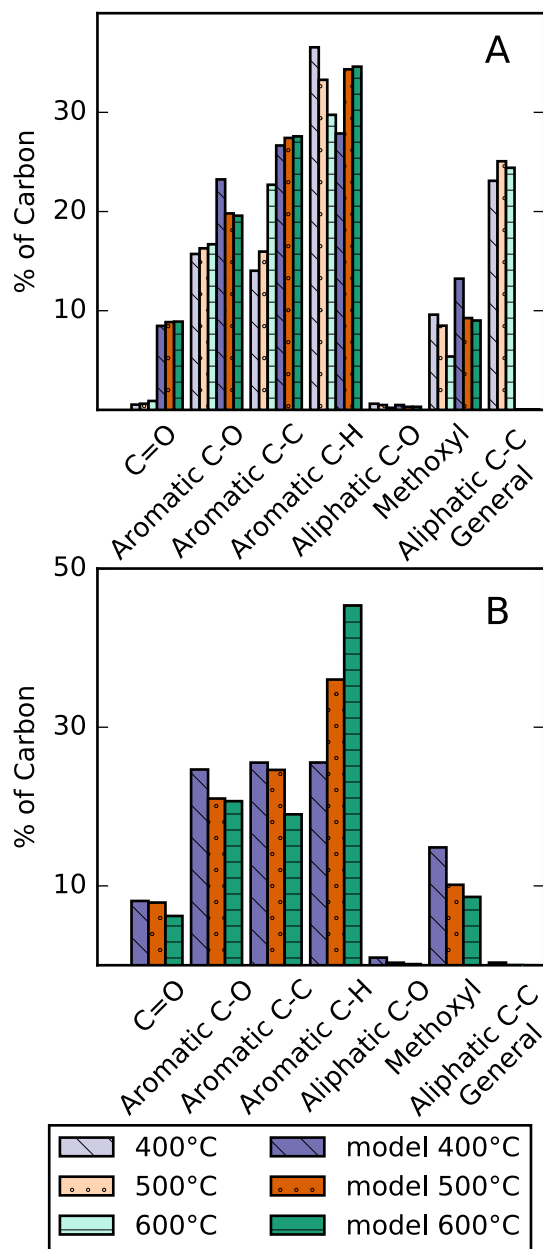 A
% of Carbon
30
20
10
C=O
Aromatic C-O
Aromatic C-C
Aromatic C-H
Aliphatic C-O
Methoxyl
Aliphatic C-C
General
B
% of Carbon
50
30
10
C=O
Aromatic C-O
Aromatic C-C
Aromatic C-H
Aliphatic C-O
Methoxyl
Aliphatic C-C
General
400°C
model 400°C
500°C
model 500°C
600°C
model 600°C